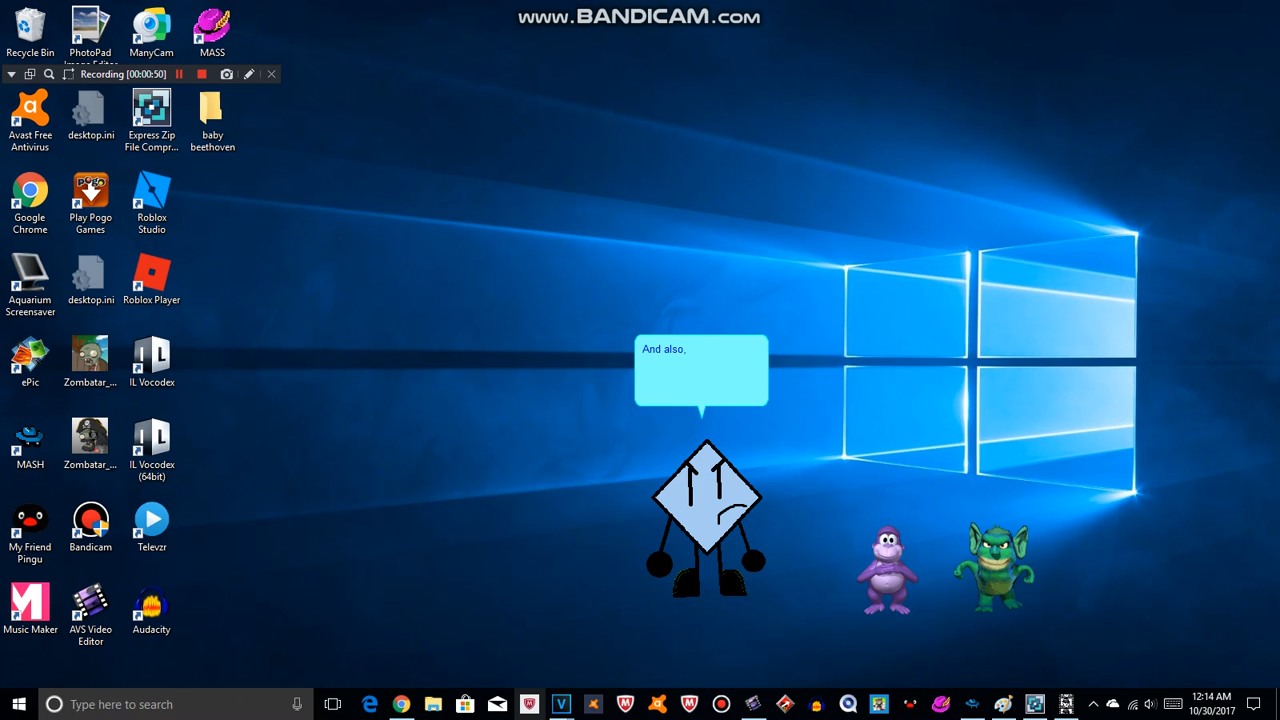 www.BANDICAM.com
Recycle Bin
PhotoPad
Image Editor
ManyCam
MASS
Recording [00:00:50]
Avast Free
Antivirus
desktop.ini
Express Zip
File Compr...
baby
beethoven
Google
Chrome
Play Pogo
Games
Roblox
Studio
Aquarium
Screensaver
desktop.ini
Roblox Player
ePic
Zombatar_...
IL Vocodex
MASH
Zombatar_...
IL Vocodex
(64bit)
My Friend
Pingu
Bandicam
Televzr
Music Maker
AVS Video
Editor
Audacity
And also,
Type here to search
12:14 AM
10/30/2017